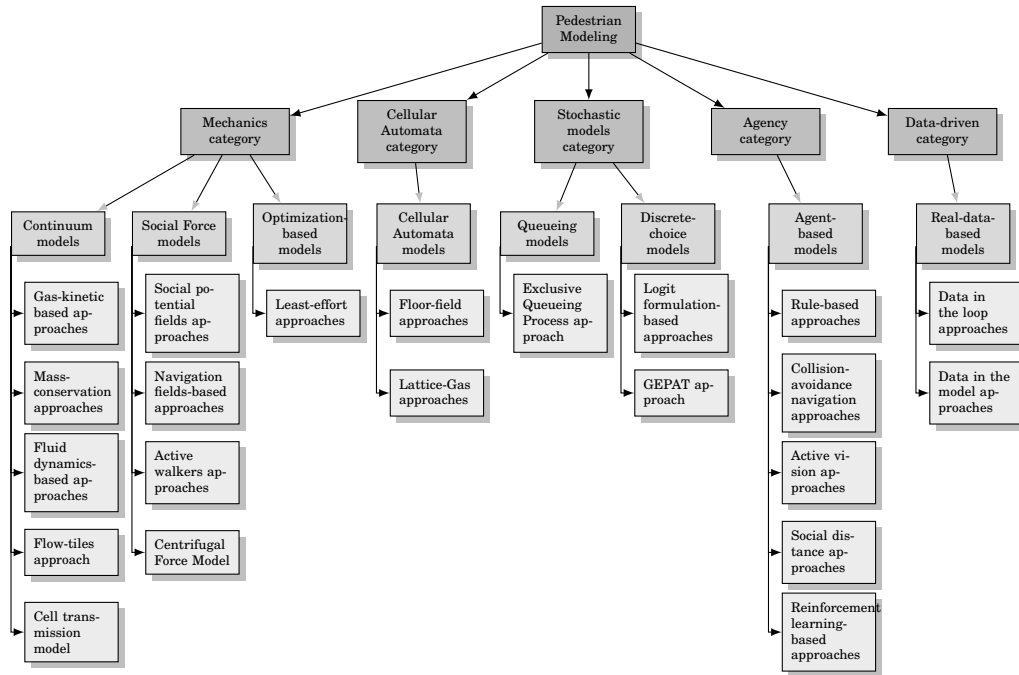 Pedestrian
Modeling
Mechanics
category
Cellular
Automata
category
Stochastic
models
category
Agency
category
Data-driven
category
Continuum
models
Social Force
models
Optimization-
based models
Cellular
Automata
models
Queueing
models
Discrete-
choice
models
Agent-
based
models
Real-data-
based
models
Gas-kinetic
based ap-
proaches
Mass-
conservation
approaches
Fluid
dynamics-
based ap-
proaches
Flow-tiles
approach
Cell trans-
mission
model
Social po-
tential
fields ap-
proaches
Navigation
fields-based
approaches
Active
walkers ap-
proaches
Centrifugal
Force Model
Least-effort
approaches
Floor-field
approaches
Lattice-Gas
Exclusive
Queueing
Process ap-
proach
Logit
formulation-
based
approaches
GEPAT ap-
proach
Rule-based
approaches
Collision-
avoidance
navigation
approaches
Active vi-
sion ap-
proaches
Social dis-
tance ap-
proaches
Reinforcement
learning-
based
approaches
Data in
the loop
approaches
Data in the
model ap-
proaches